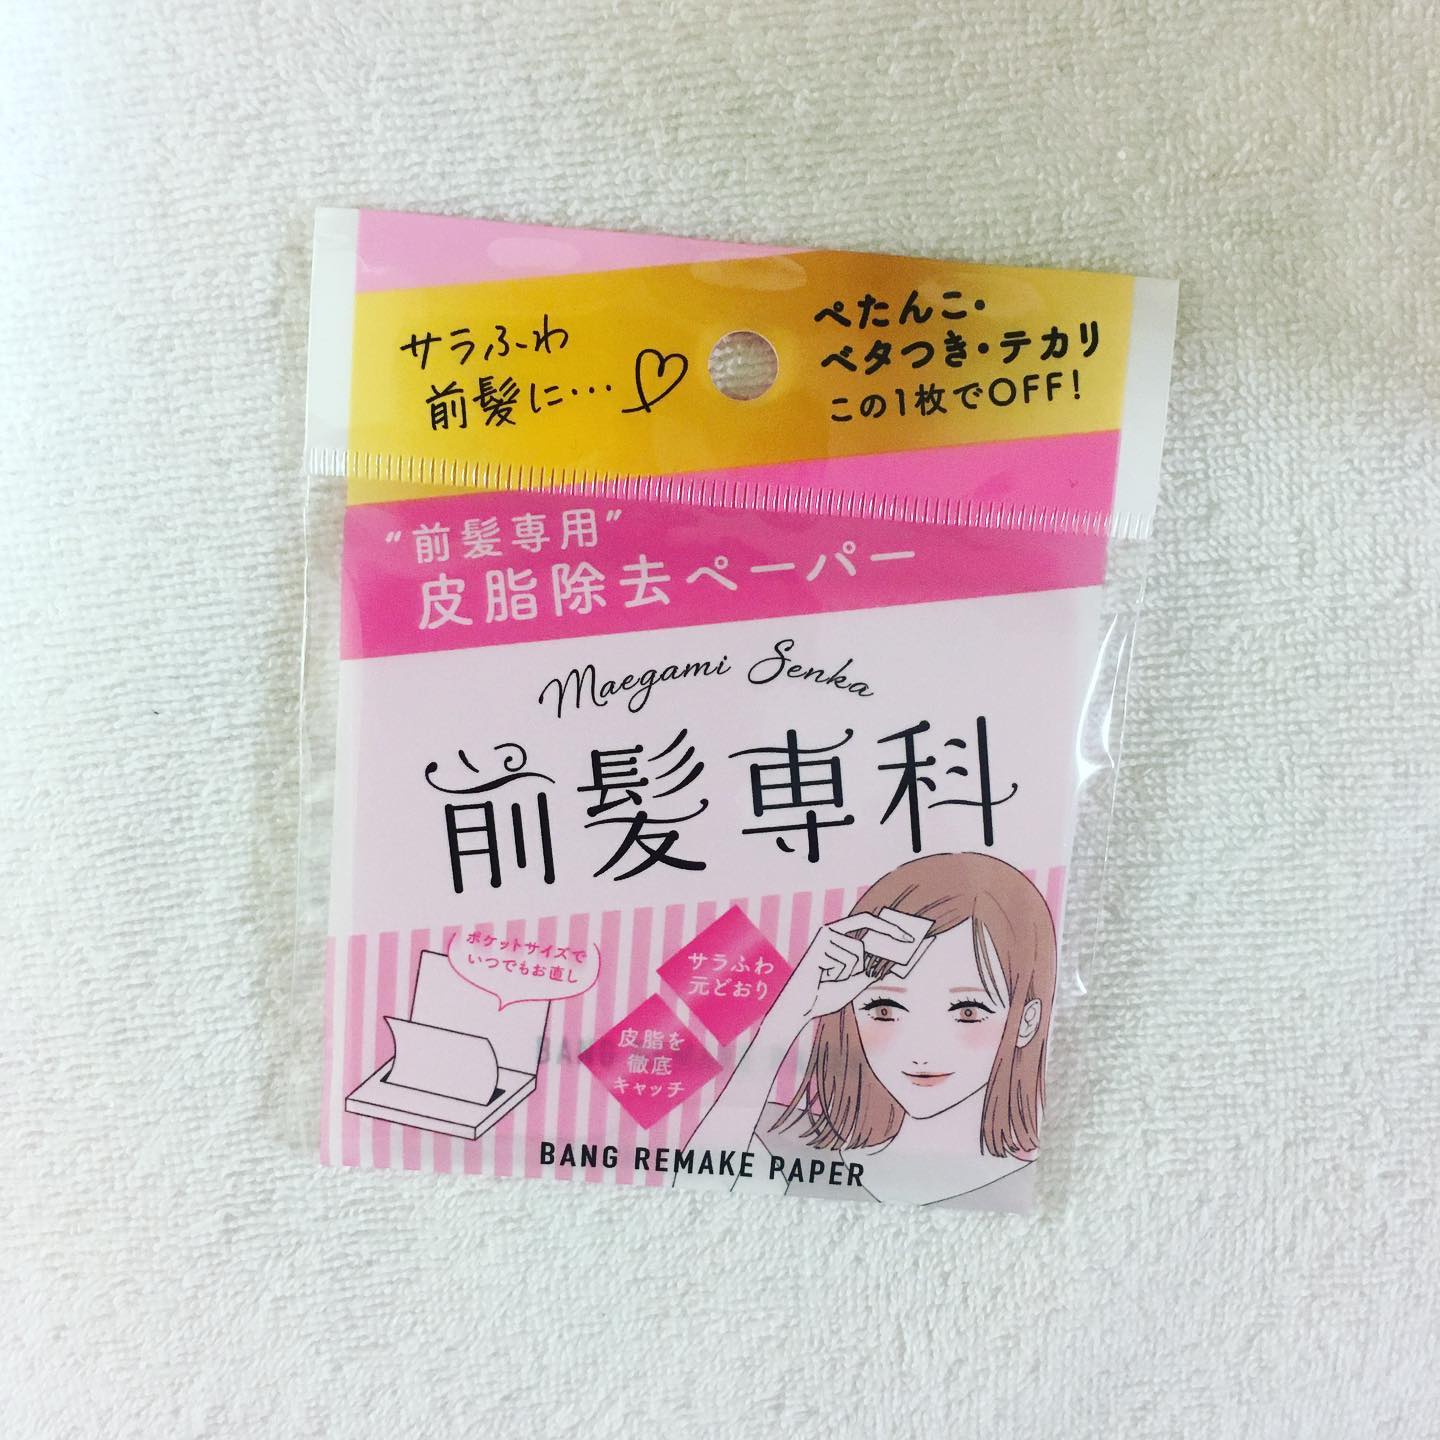 サラふわ
前髪に…♡
ぺたんこ・
ベタつき・テカリ
この1枚でOFF!
"前髪専用"
皮脂除去ペーパー
Maegami Senka
前髪専科
ポケットサイズで
いつでもお直し
サラふわ
元どおり
皮脂を
徹底
キャッチ
BANG REMAKE PAPER